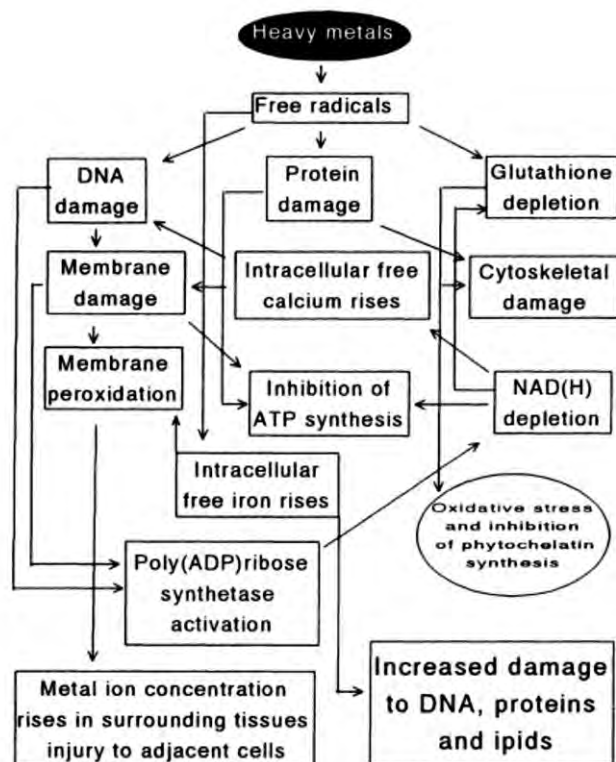 Heavy metals
Free radicals
DNA
damage
Protein
damage
Glutathione
depletion
Membrane
damage
Intracellular free
calcium rises
Cytoskeletal
damage
Membrane
peroxidation
Inhibition of
ATP synthesis
NAD(H)
depletion
Intracellular
free iron rises
Oxidative stress
and inhibition
of phytochelatin
synthesis
Poly(ADP)ribose
synthetase
activation
Metal ion concentration
rises in surrounding tissues
injury to adjacent cells
Increased damage
to DNA, proteins
and ipids